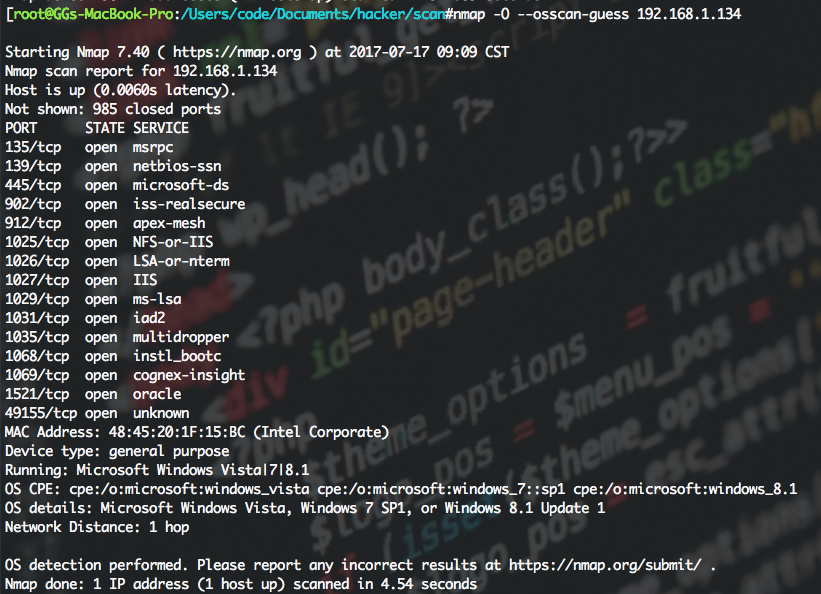 [root@GGs-MacBook-Pro:/Users/code/Documents/hacker/scan#nmap -O --osscan-guess 192.168.1.134
Starting Nmap 7.40 ( https://nmap.org ) at 2017-07-17 09:09 CST
Nmap scan report for 192.168.1.134
Host is up (0.0060s latency).
Not shown: 985 closed ports
PORT      STATE SERVICE
135/tcp   open  msrpc
139/tcp   open  netbios-ssn
445/tcp   open  microsoft-ds
902/tcp   open  iss-realsecure
912/tcp   open  apex-mesh
1025/tcp  open  NFS-or-IIS
1026/tcp  open  LSA-or-nterm
1027/tcp  open  IIS
1029/tcp  open  ms-lsa
1031/tcp  open  iad2
1035/tcp  open  multidropper
1068/tcp  open  instl_bootc
1069/tcp  open  cognex-insight
1521/tcp  open  oracle
49155/tcp open  unknown
MAC Address: 48:45:20:1F:15:BC (Intel Corporate)
Device type: general purpose
Running: Microsoft Windows Vista|7|8.1
OS CPE: cpe:/o:microsoft:windows_vista cpe:/o:microsoft:windows_7::sp1 cpe:/o:microsoft:windows_8.1
OS details: Microsoft Windows Vista, Windows 7 SP1, or Windows 8.1 Update 1
Network Distance: 1 hop
OS detection performed. Please report any incorrect results at https://nmap.org/submit/ .
Nmap done: 1 IP address (1 host up) scanned in 4.54 seconds